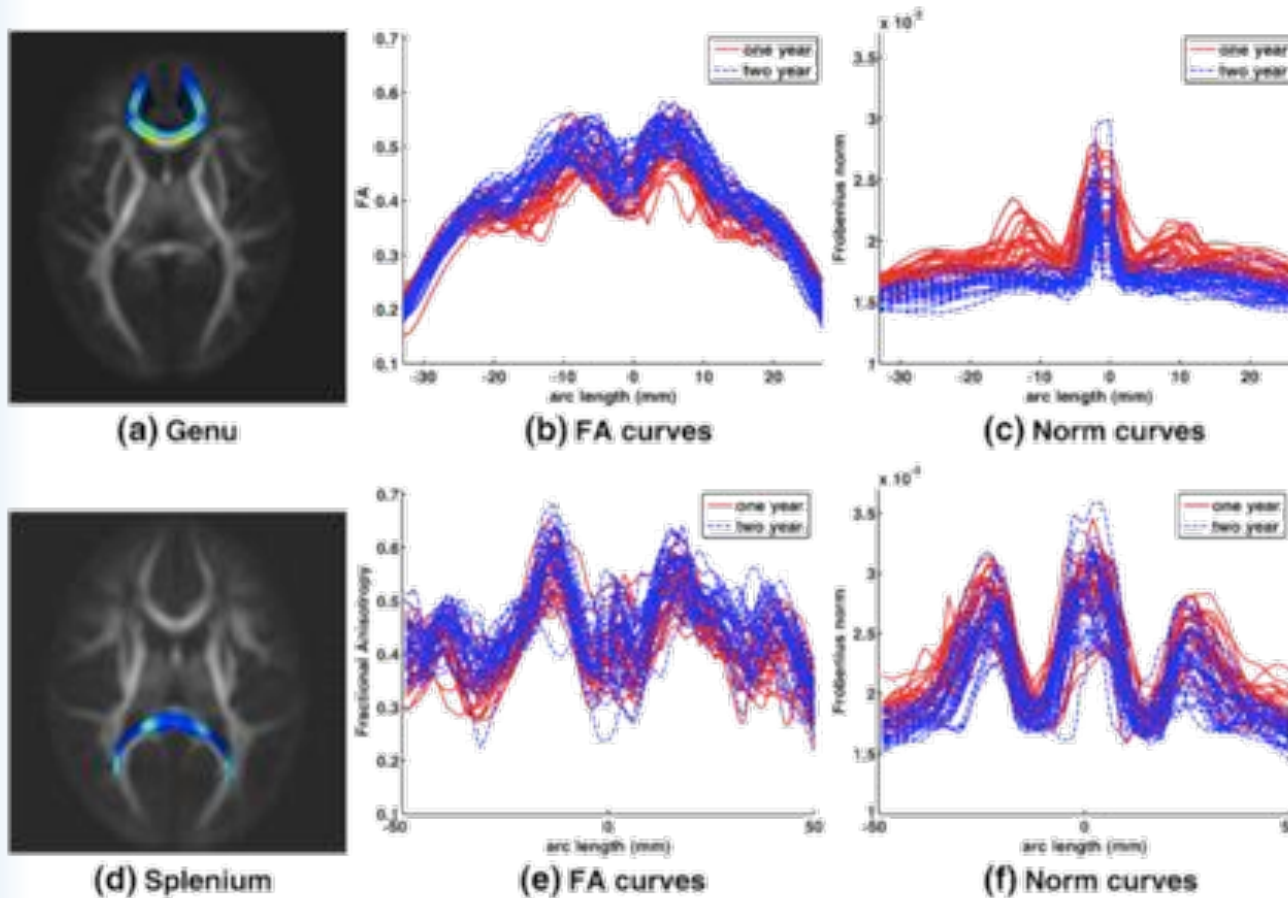 0.7
0.6
0.5
0.4
0.3
0.2
0.1
FA
-30
-20
-10
0
10
20
arc length (mm)
one year
two year
x 10
3.5
3
2.5
2
1.5
1
Frobenius norm
-30
-20
-10
0
10
20
arc length (mm)
one year
two year
(a) Genu
(b) FA curves
(c) Norm curves
0.7
0.6
0.5
0.4
0.3
0.2
0.1
Fractional Anisotropy
-50
0
50
arc length (mm)
one year
two year
x 10
3.5
3
2.5
2
1.5
1
Frobenius norm
-50
0
arc length (mm)
one year
two year
(d) Splenium
(e) FA curves
(f) Norm curves